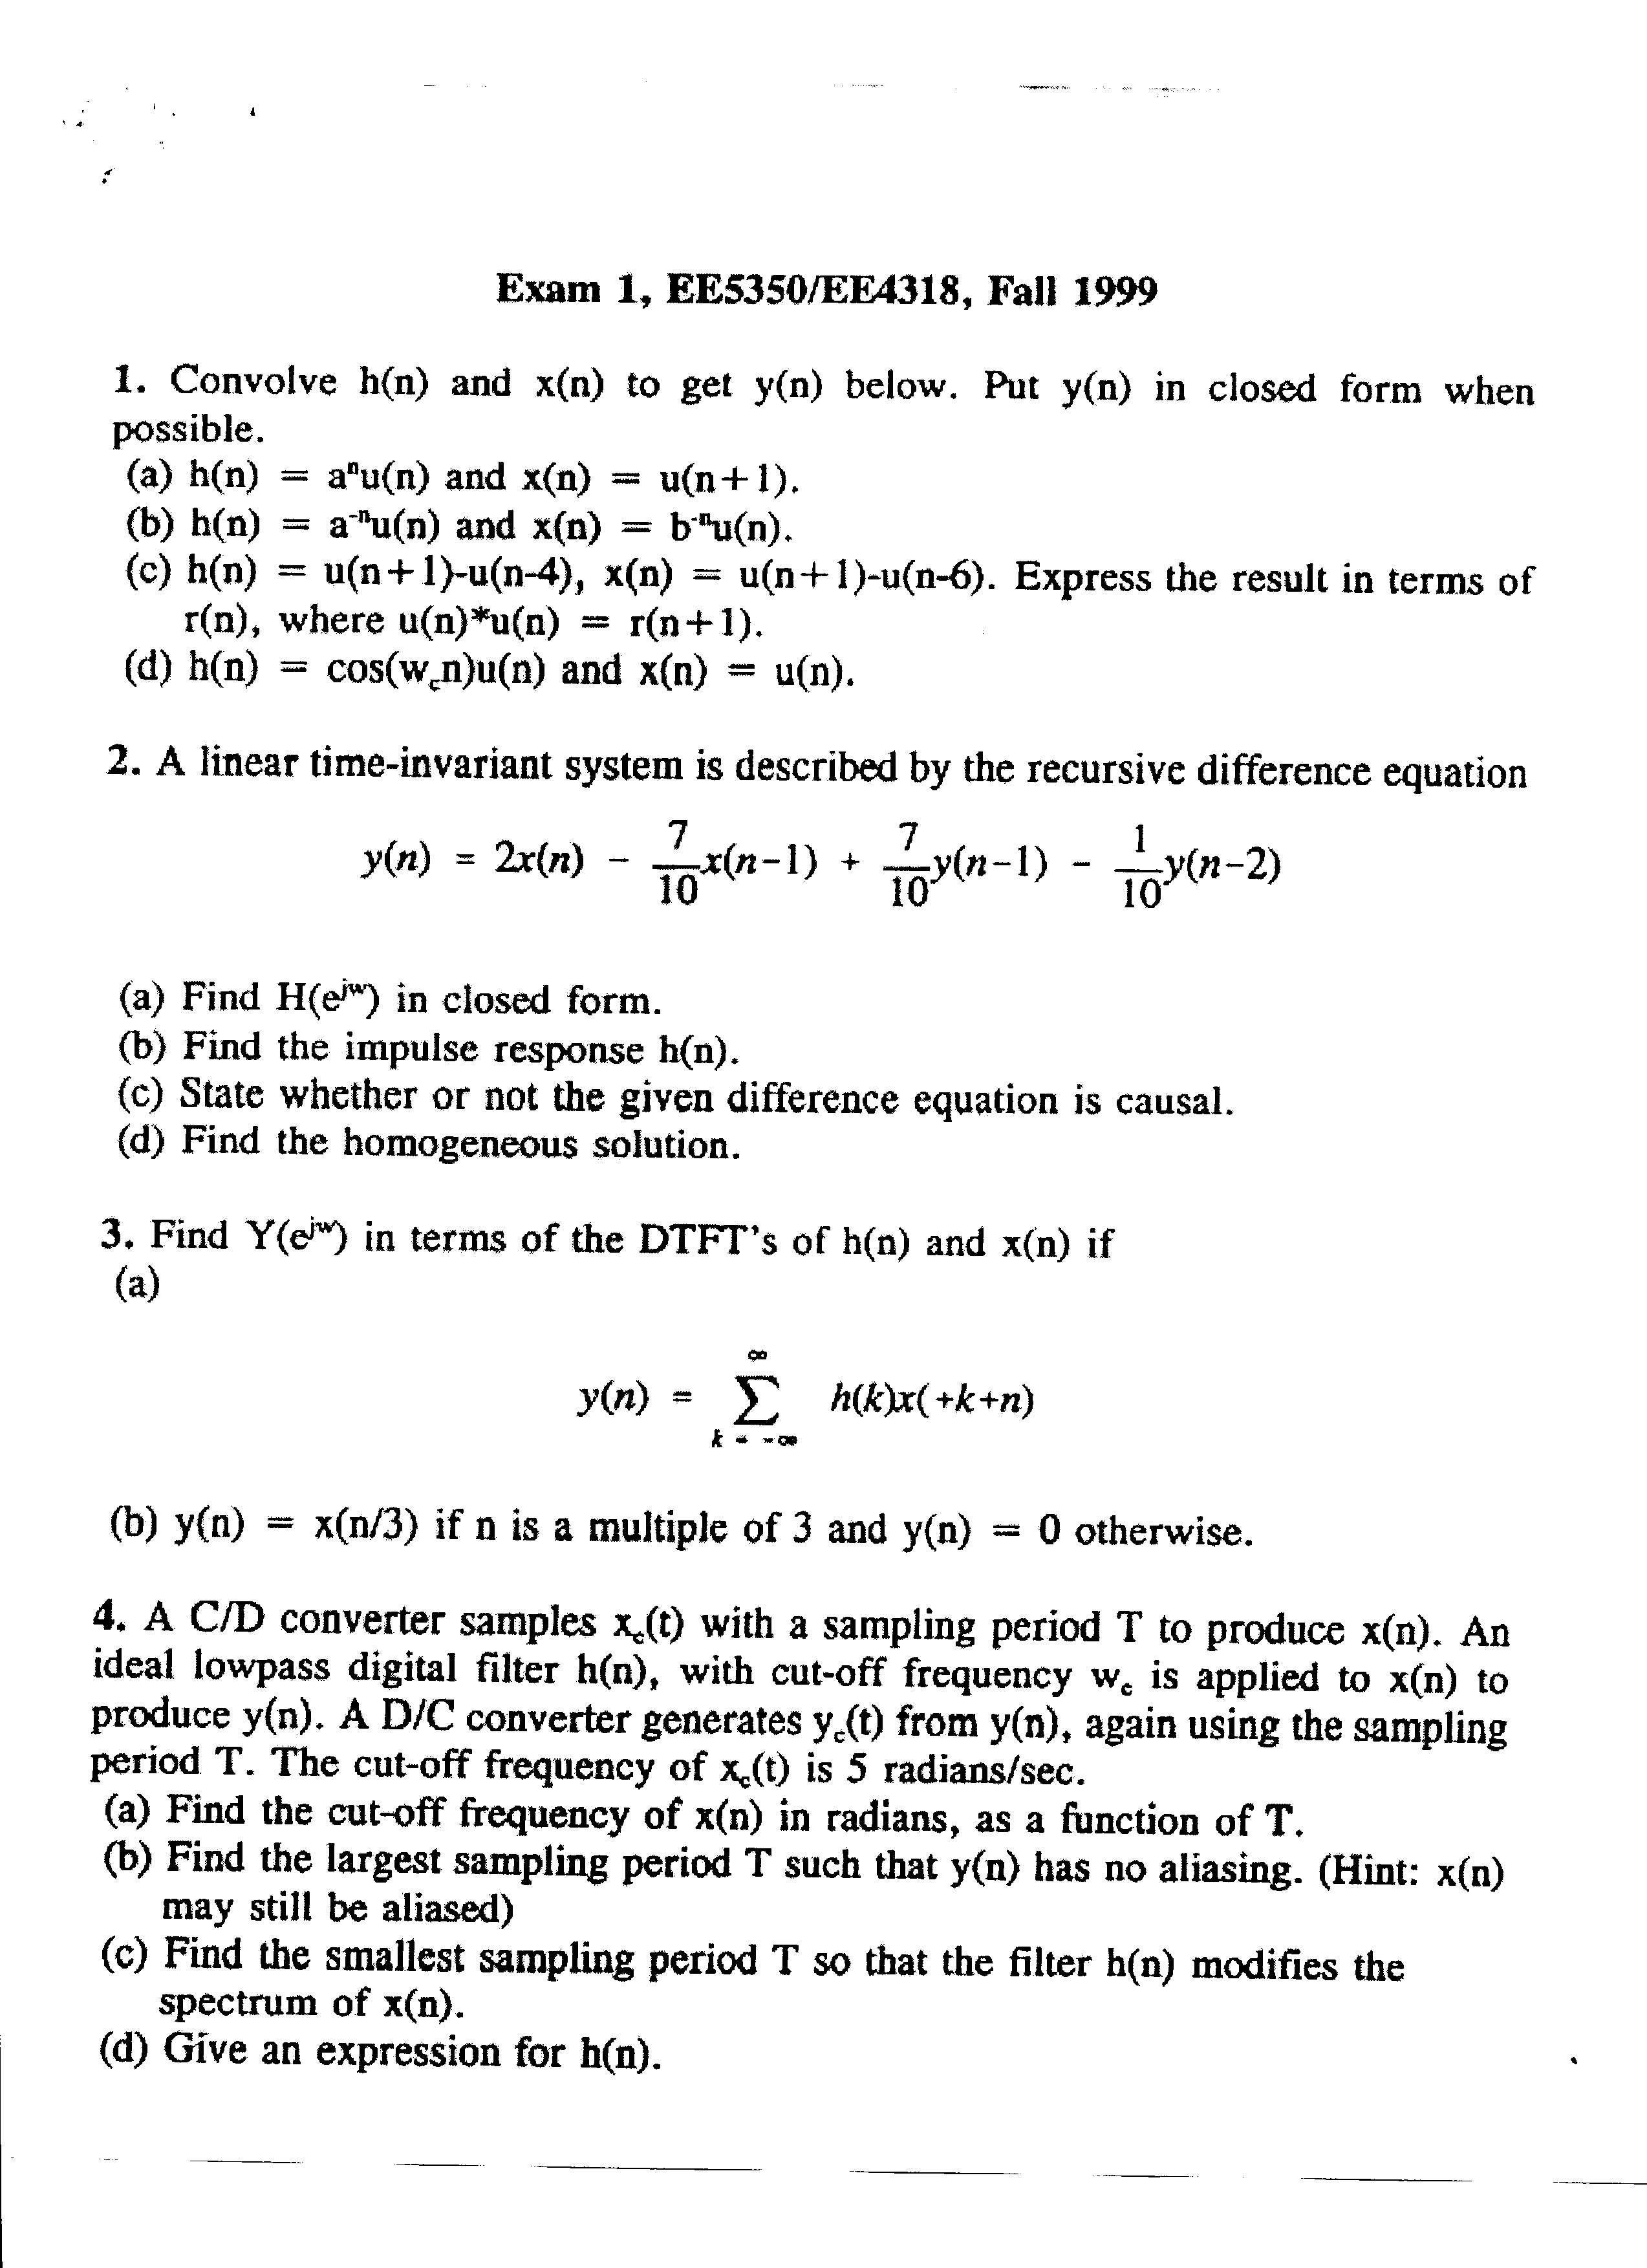 Exam 1, EE5350/EE4318, Fall 1999
1. Convolve h(n) and x(n) to get y(n) below. Put y(n) in closed form when
possible.
(a) h(n) = aⁿu(n) and x(n) = u(n+1).
(b) h(n) = a⁻ⁿu(n) and x(n) = b⁻ⁿu(n).
(c) h(n) = u(n+1)-u(n-4), x(n) = u(n+1)-u(n-6). Express the result in terms of
r(n), where u(n)*u(n) = r(n+1).
(d) h(n) = cos(w_c n)u(n) and x(n) = u(n).
2. A linear time-invariant system is described by the recursive difference equation
y(n) = 2x(n) - 7/10 x(n-1) + 7/10 y(n-1) - 1/10 y(n-2)
(a) Find H(e^jw) in closed form.
(b) Find the impulse response h(n).
(c) State whether or not the given difference equation is causal.
(d) Find the homogeneous solution.
3. Find Y(e^jw) in terms of the DTFT's of h(n) and x(n) if
(a)
y(n) = ∑_{k=-∞}^{∞} h(k)x(+k+n)
(b) y(n) = x(n/3) if n is a multiple of 3 and y(n) = 0 otherwise.
4. A C/D converter samples x_c(t) with a sampling period T to produce x(n). An
ideal lowpass digital filter h(n), with cut-off frequency w_c is applied to x(n) to
produce y(n). A D/C converter generates y_c(t) from y(n), again using the sampling
period T. The cut-off frequency of x_c(t) is 5 radians/sec.
(a) Find the cut-off frequency of x(n) in radians, as a function of T.
(b) Find the largest sampling period T such that y(n) has no aliasing. (Hint: x(n)
may still be aliased)
(c) Find the smallest sampling period T so that the filter h(n) modifies the
spectrum of x(n).
(d) Give an expression for h(n).